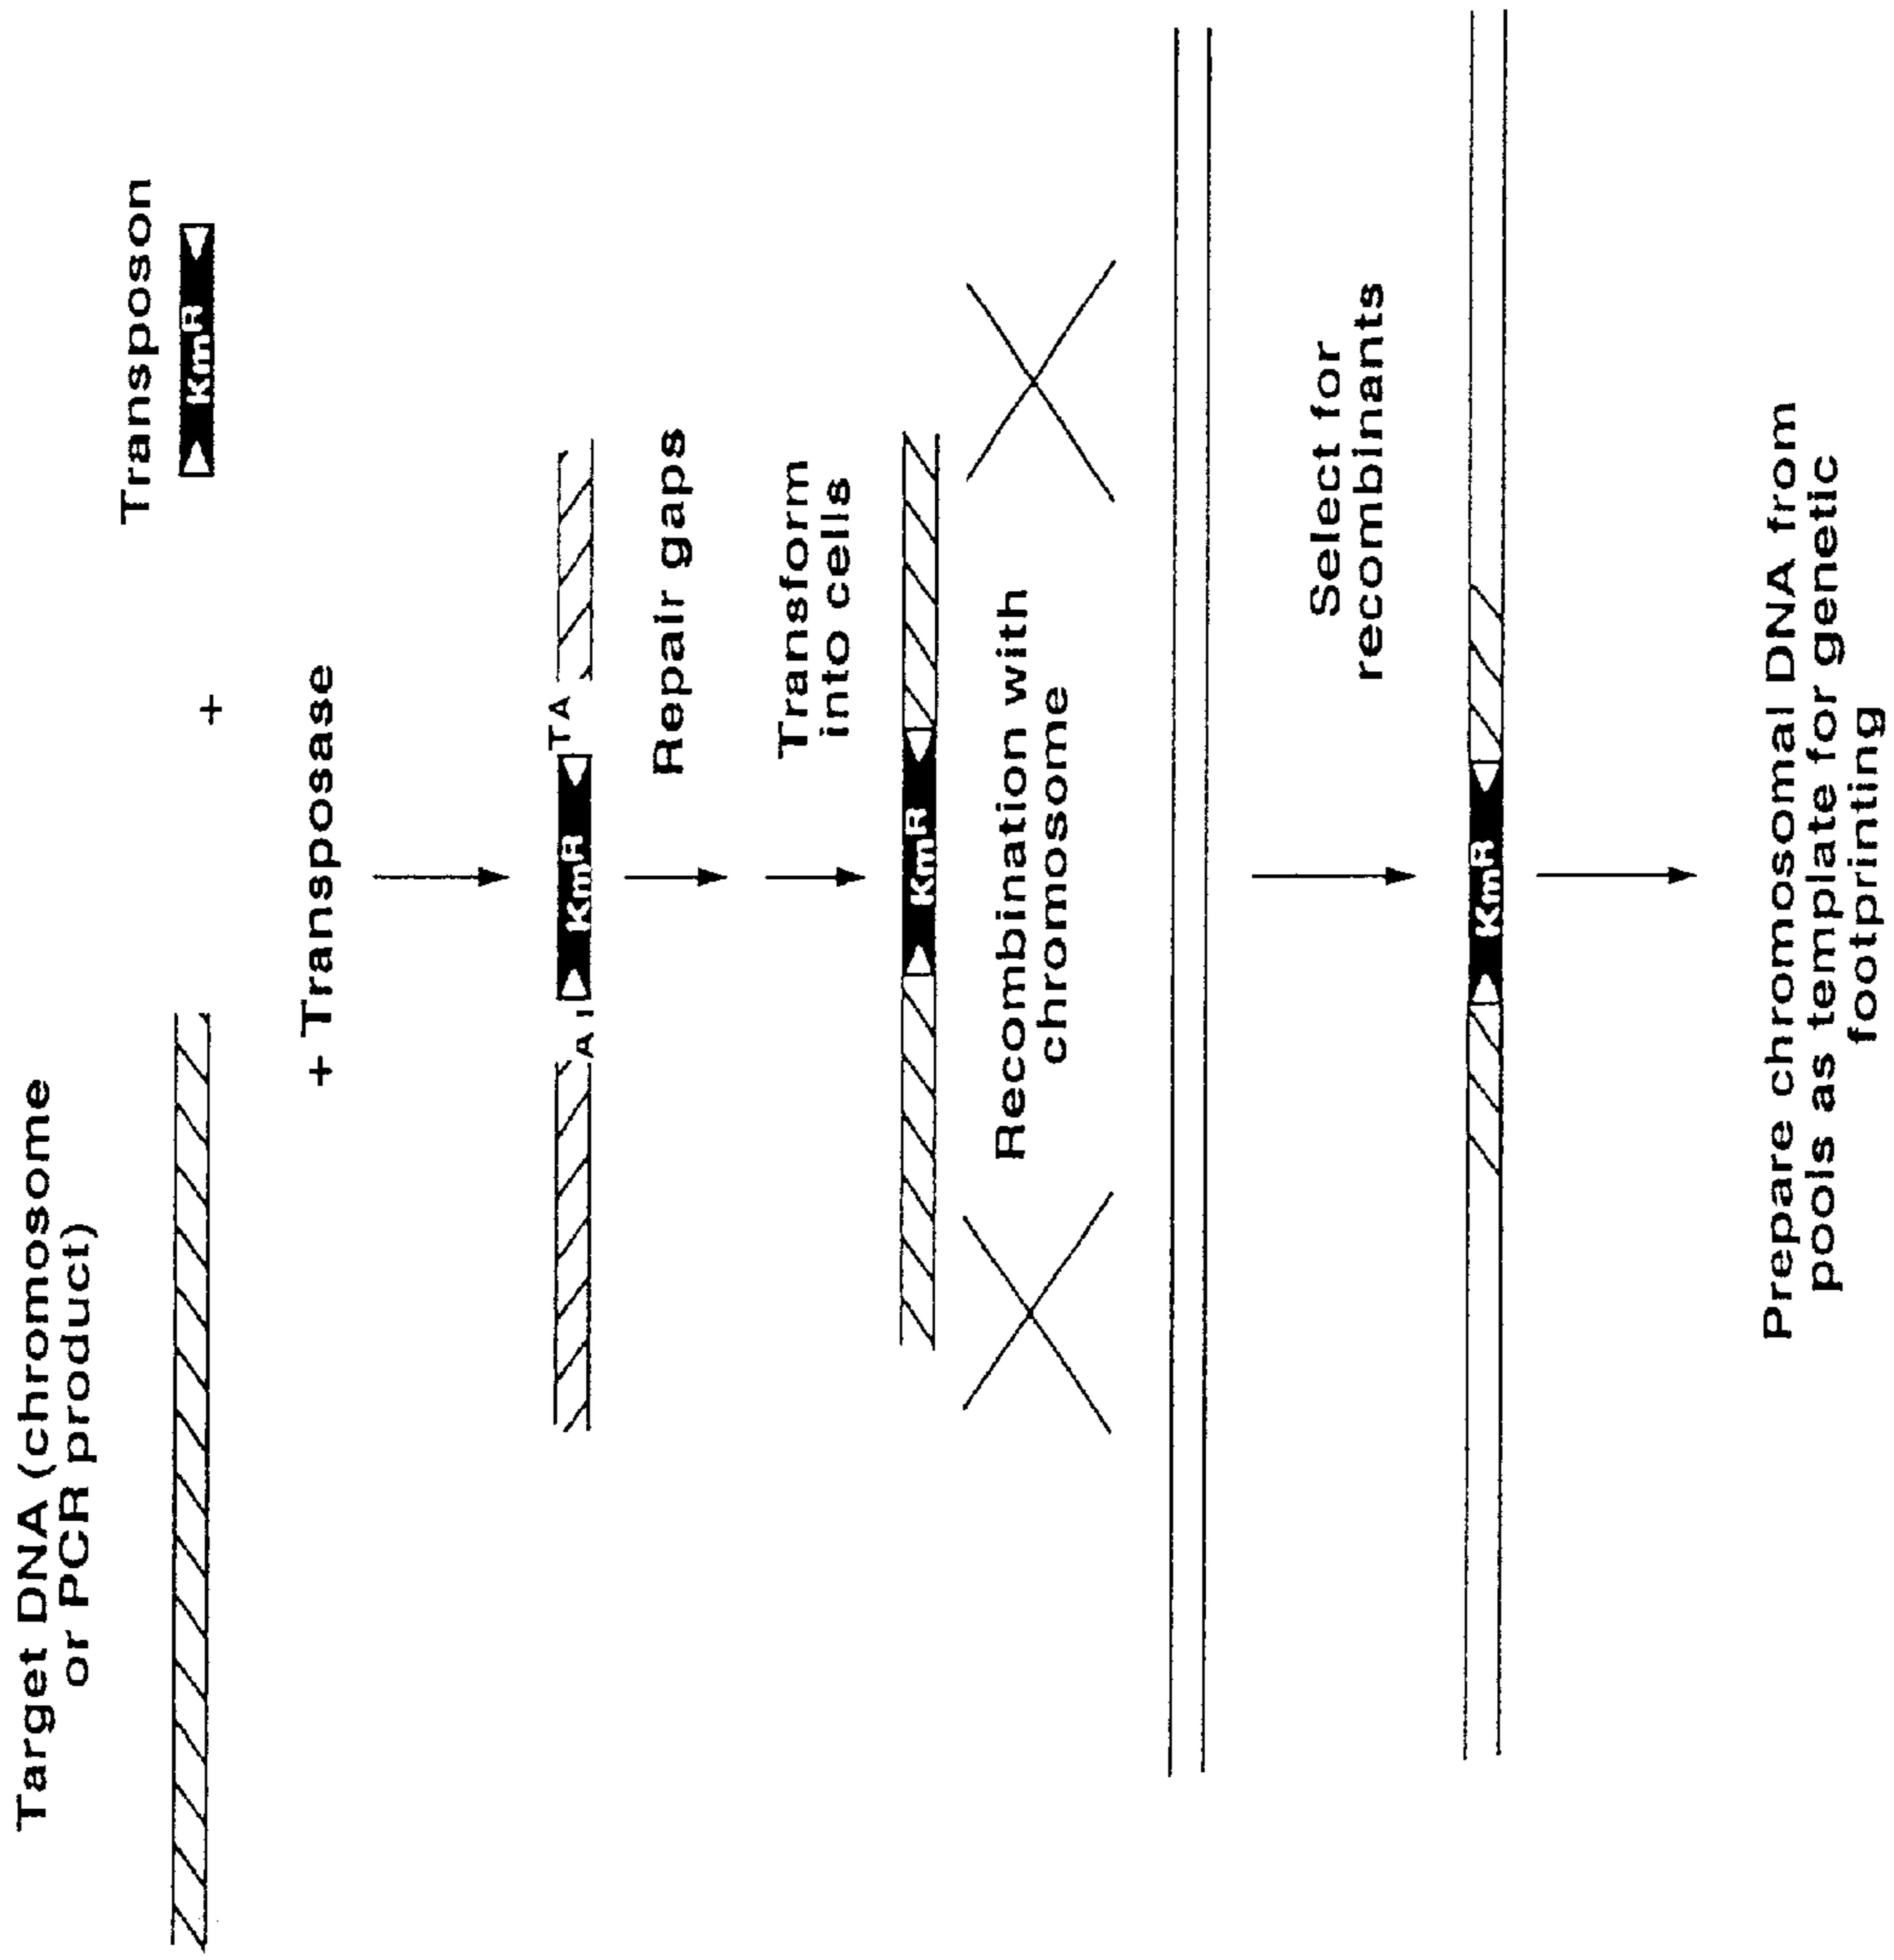 Target DNA (chromosome
or PCR product)
+
Transposon
KmR
+ Transposase
A T
KmR
TA
Repair gaps
Transform
into cells
KmR
Recombination with
chromosome
Select for
recombinants
KmR
Prepare chromosomal DNA from
pools as template for genetic
footprinting